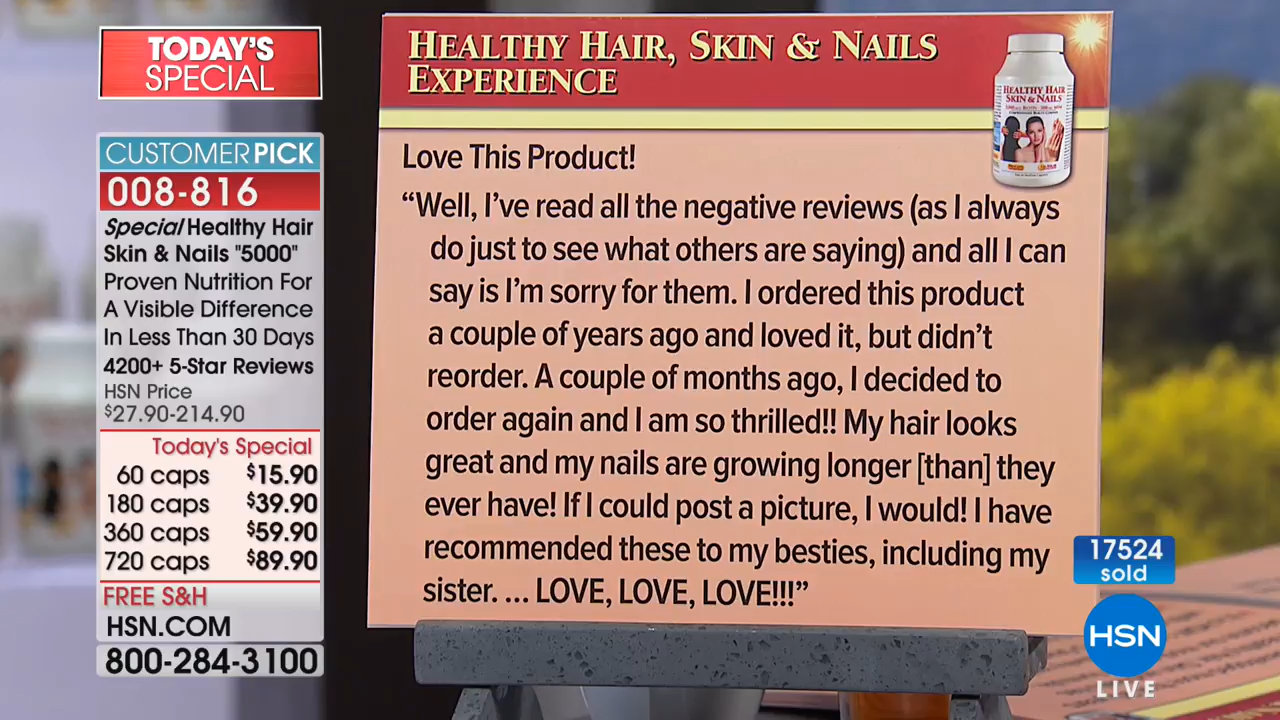 TODAY'S
SPECIAL
CUSTOMER PICK
008-816
Special Healthy Hair
Skin & Nails "5000"
Proven Nutrition For
A Visible Difference
In Less Than 30 Days
4200+ 5-Star Reviews
HSN Price
$27.90-214.90
Today's Special
60 caps $15.90
180 caps $39.90
360 caps $59.90
720 caps $89.90
FREE S&H
HSN.COM
800-284-3100
HEALTHY HAIR, SKIN & NAILS
EXPERIENCE
HEALTHY HAIR
SKIN & NAILS
Love This Product!
“Well, I’ve read all the negative reviews (as I always
do just to see what others are saying) and all I can
say is I’m sorry for them. I ordered this product
a couple of years ago and loved it, but didn’t
reorder. A couple of months ago, I decided to
order again and I am so thrilled!! My hair looks
great and my nails are growing longer [than] they
ever have! If I could post a picture, I would! I have
recommended these to my besties, including my
sister. ... LOVE, LOVE, LOVE!!!”
17524
sold
HSN
LIVE